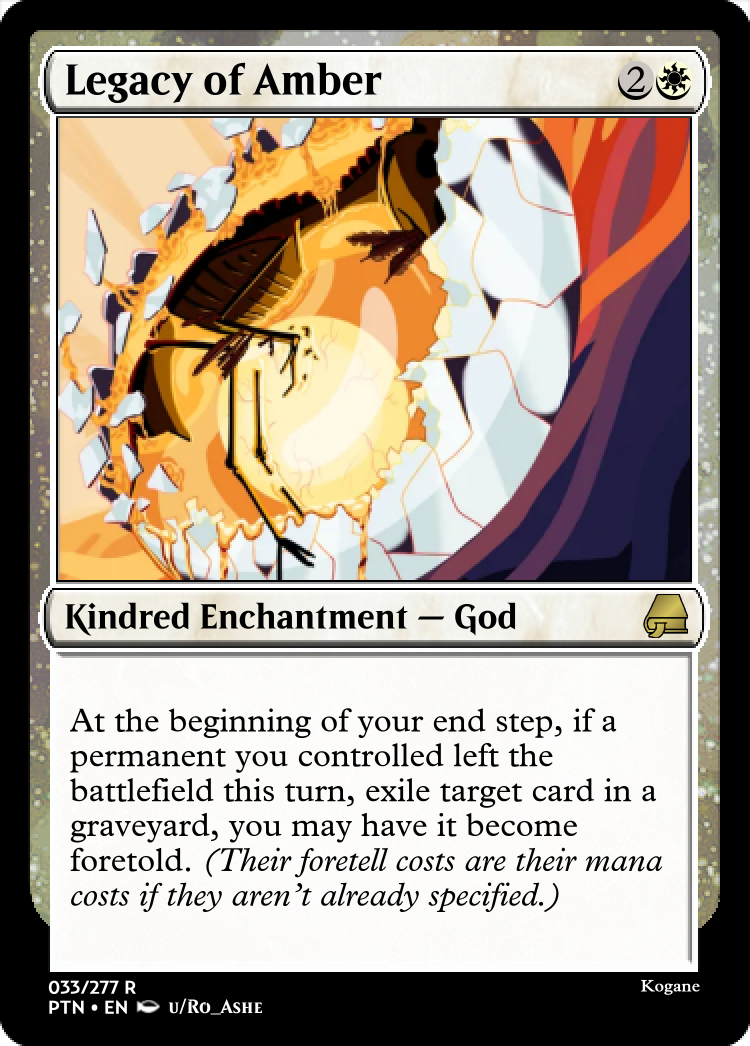 Legacy of Amber 2
Kindred Enchantment — God
At the beginning of your end step, if a
permanent you controlled left the
battlefield this turn, exile target card in a
graveyard, you may have it become
foretold. (Their foretell costs are their mana
costs if they aren't already specified.)
033/277 R Kogane
PTN • EN u/Ro_Ashe